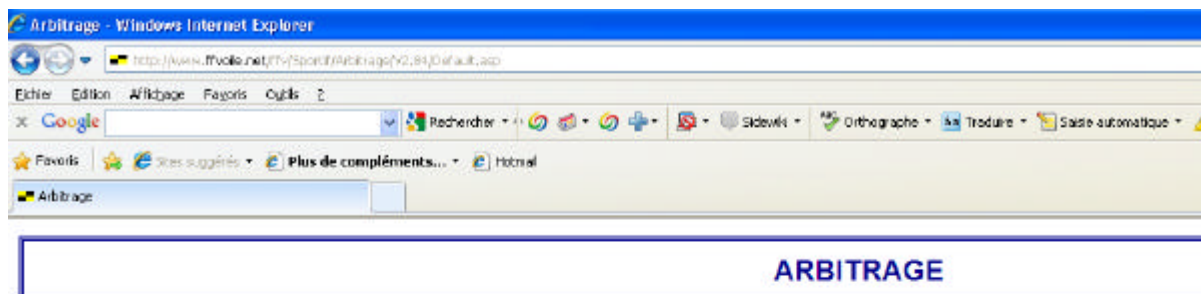 Arbitrage - Windows Internet Explorer
http://www.ffvoile.net/ffv/Sportif/Arbitrage/V2.84/Default.asp
Fichier Edition Affichage Favoris Outils ?
x Google Rechercher Sidewiki Orthographe Traduire Saisie automatique
Favoris Sites suggérés Plus de compléments... Hotmail
Arbitrage
ARBITRAGE